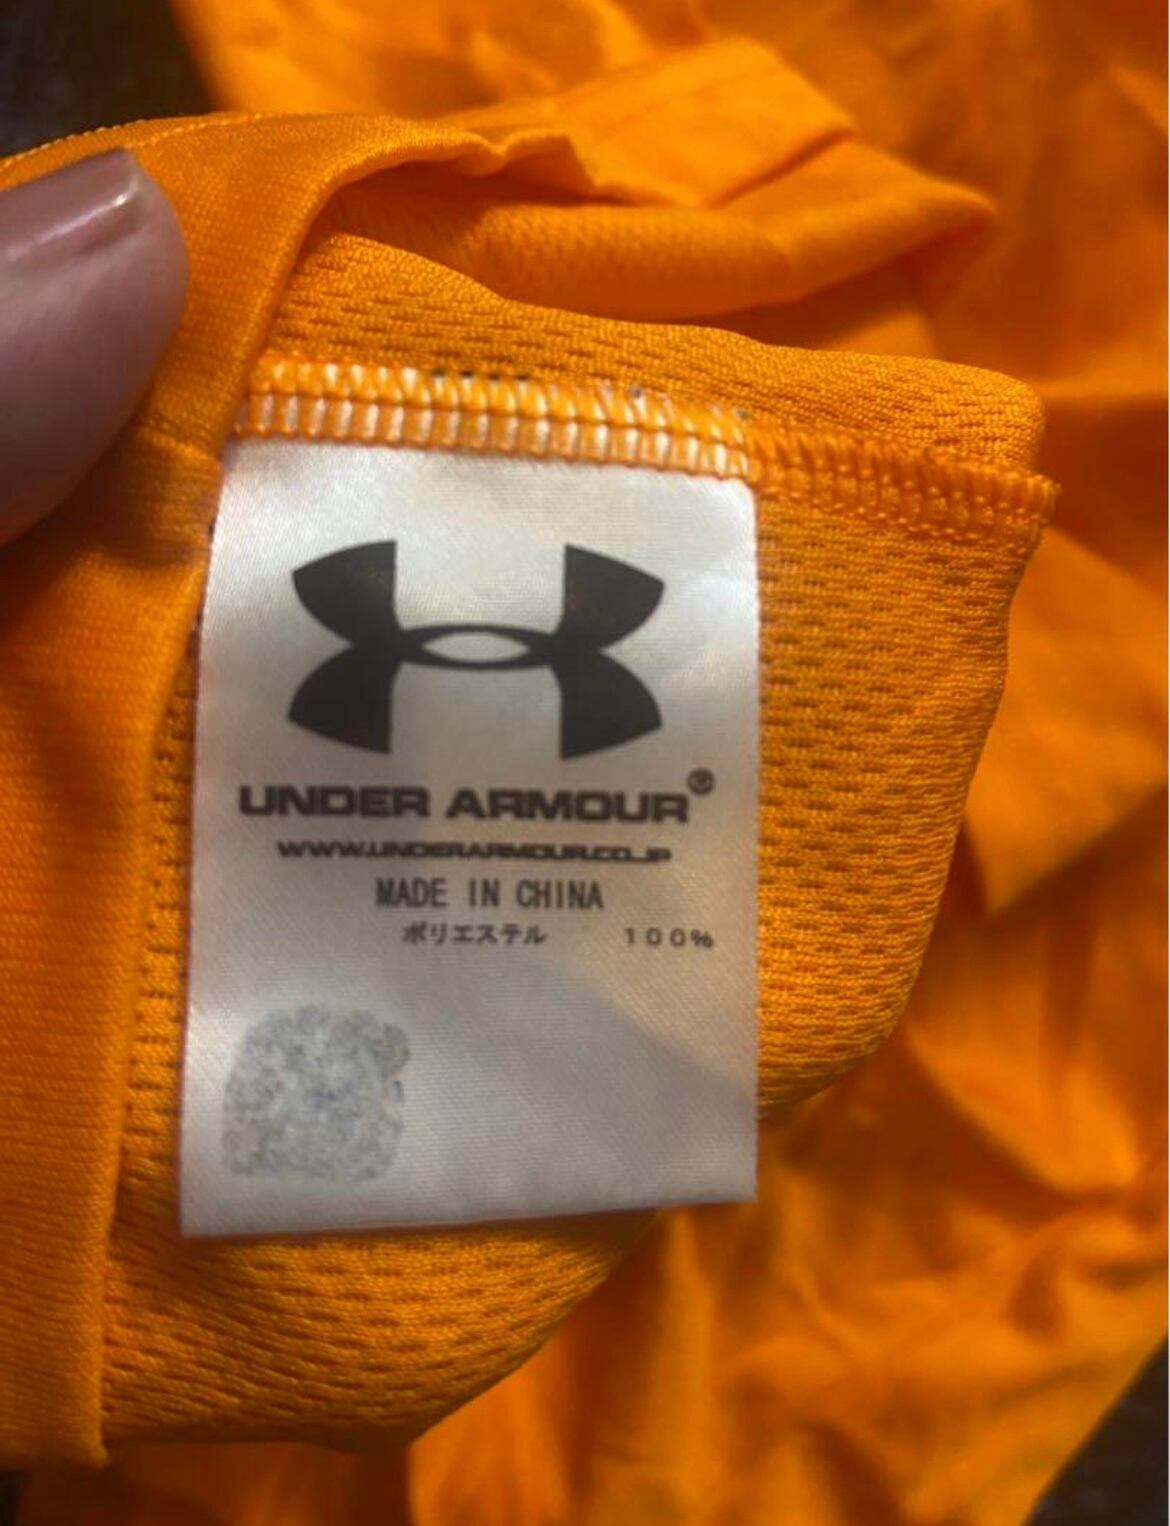 UNDER ARMOUR®
WWW.UNDERARMOUR.CO.JP
MADE IN CHINA
ポリエステル 100%